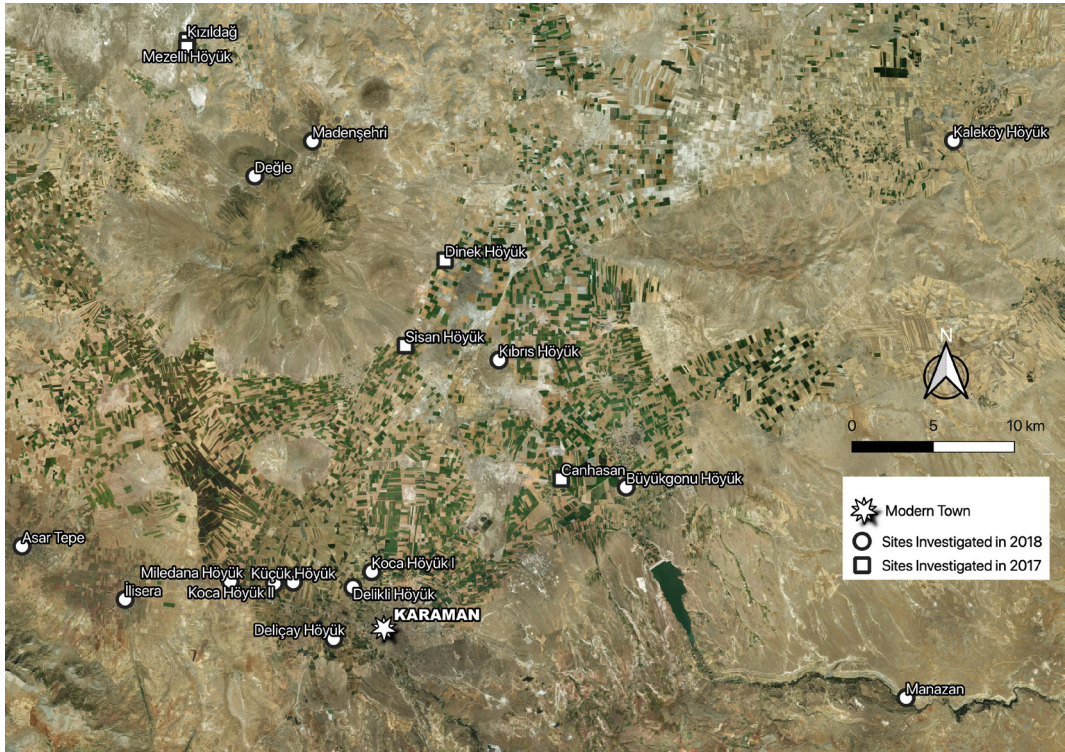 Kızıldağ
Mezelli Höyük
Madenşehri
Kaleköy Höyük
Değle
Dinek Höyük
Sisan Höyük
N
Kıbrıs Höyük
0 5 10 km
Canhasan
Büyükgonu Höyük
Modern Town
Sites Investigated in 2018
Sites Investigated in 2017
Asar Tepe
Koca Höyük I
Miledana Höyük
Küçük Höyük
İlisera
Koca Höyük II
Delikli Höyük
KARAMAN
Deliçay Höyük
Manazan